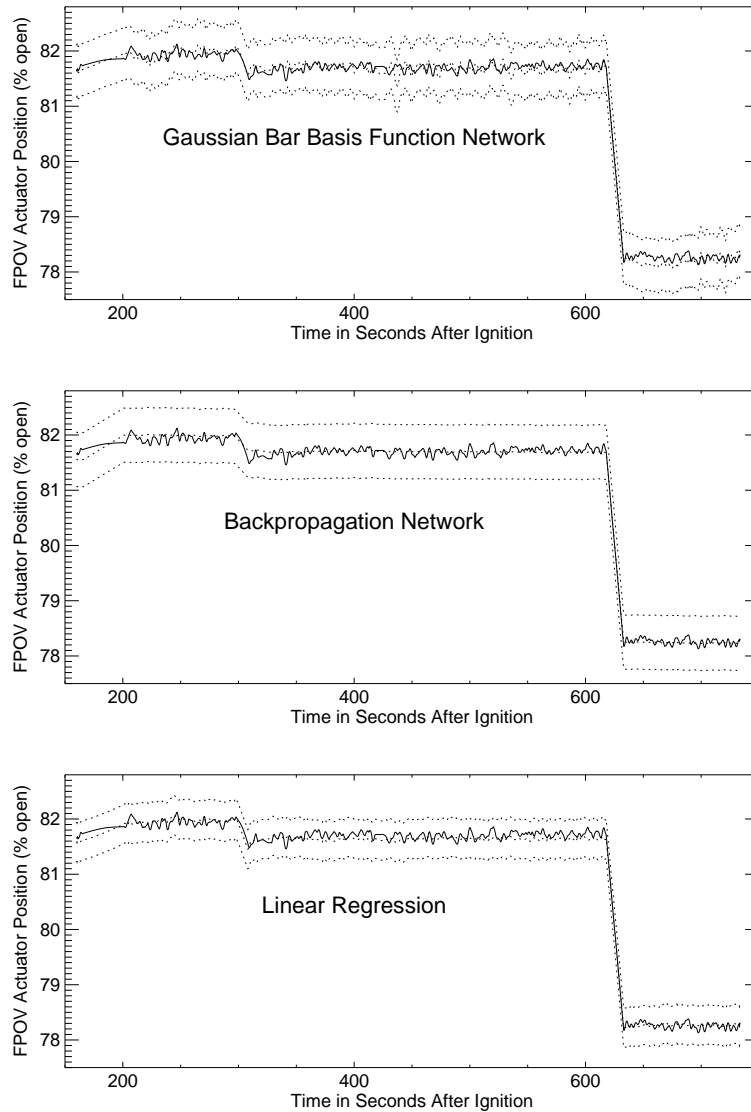 FPOV Actuator Position (% open)
82
81
80
79
78
Gaussian Bar Basis Function Network
200
400
600
Time in Seconds After Ignition
FPOV Actuator Position (% open)
82
81
80
79
78
Backpropagation Network
200
400
600
Time in Seconds After Ignition
FPOV Actuator Position (% open)
82
81
80
79
78
Linear Regression
200
400
600
Time in Seconds After Ignition